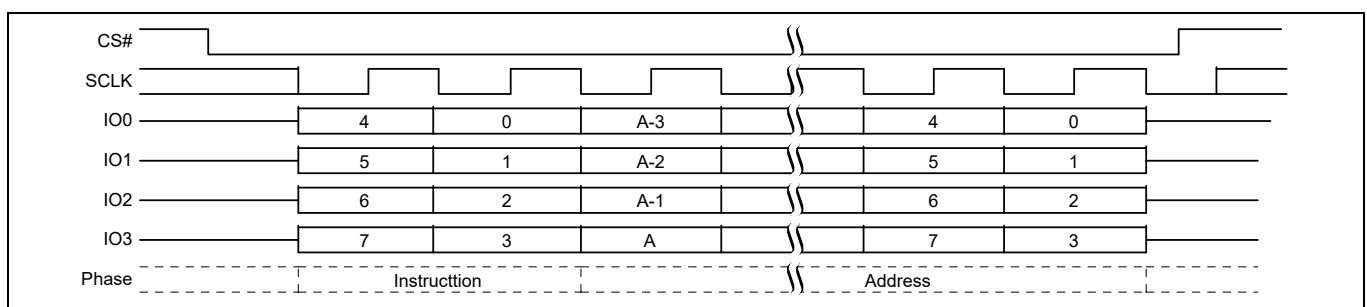 CS#
SCLK
IO0 4 0 A-3 4 0
IO1 5 1 A-2 5 1
IO2 6 2 A-1 6 2
IO3 7 3 A 7 3
Phase Instructtion Address